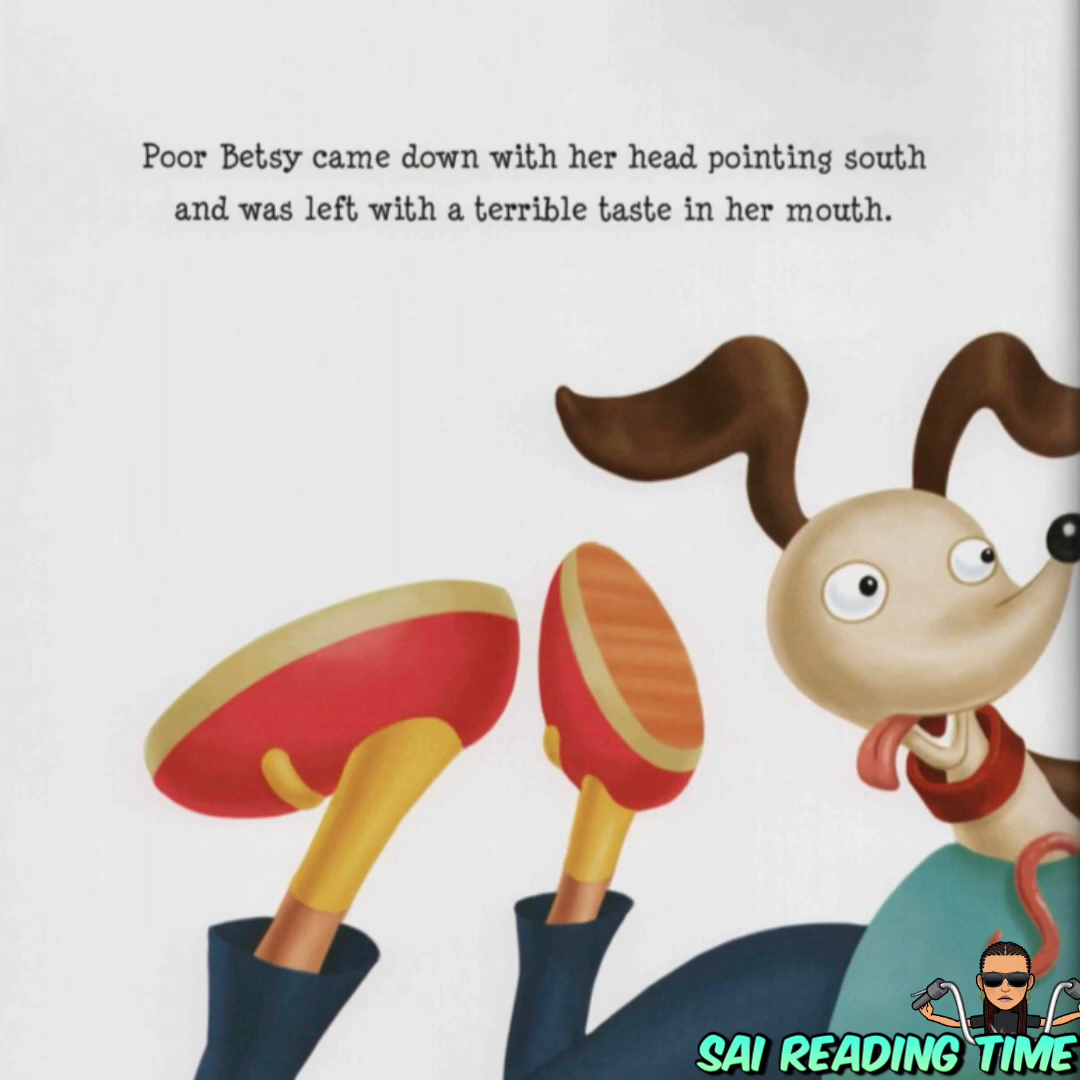 Poor Betsy came down with her head pointing south
and was left with a terrible taste in her mouth.
SAI READING TIME